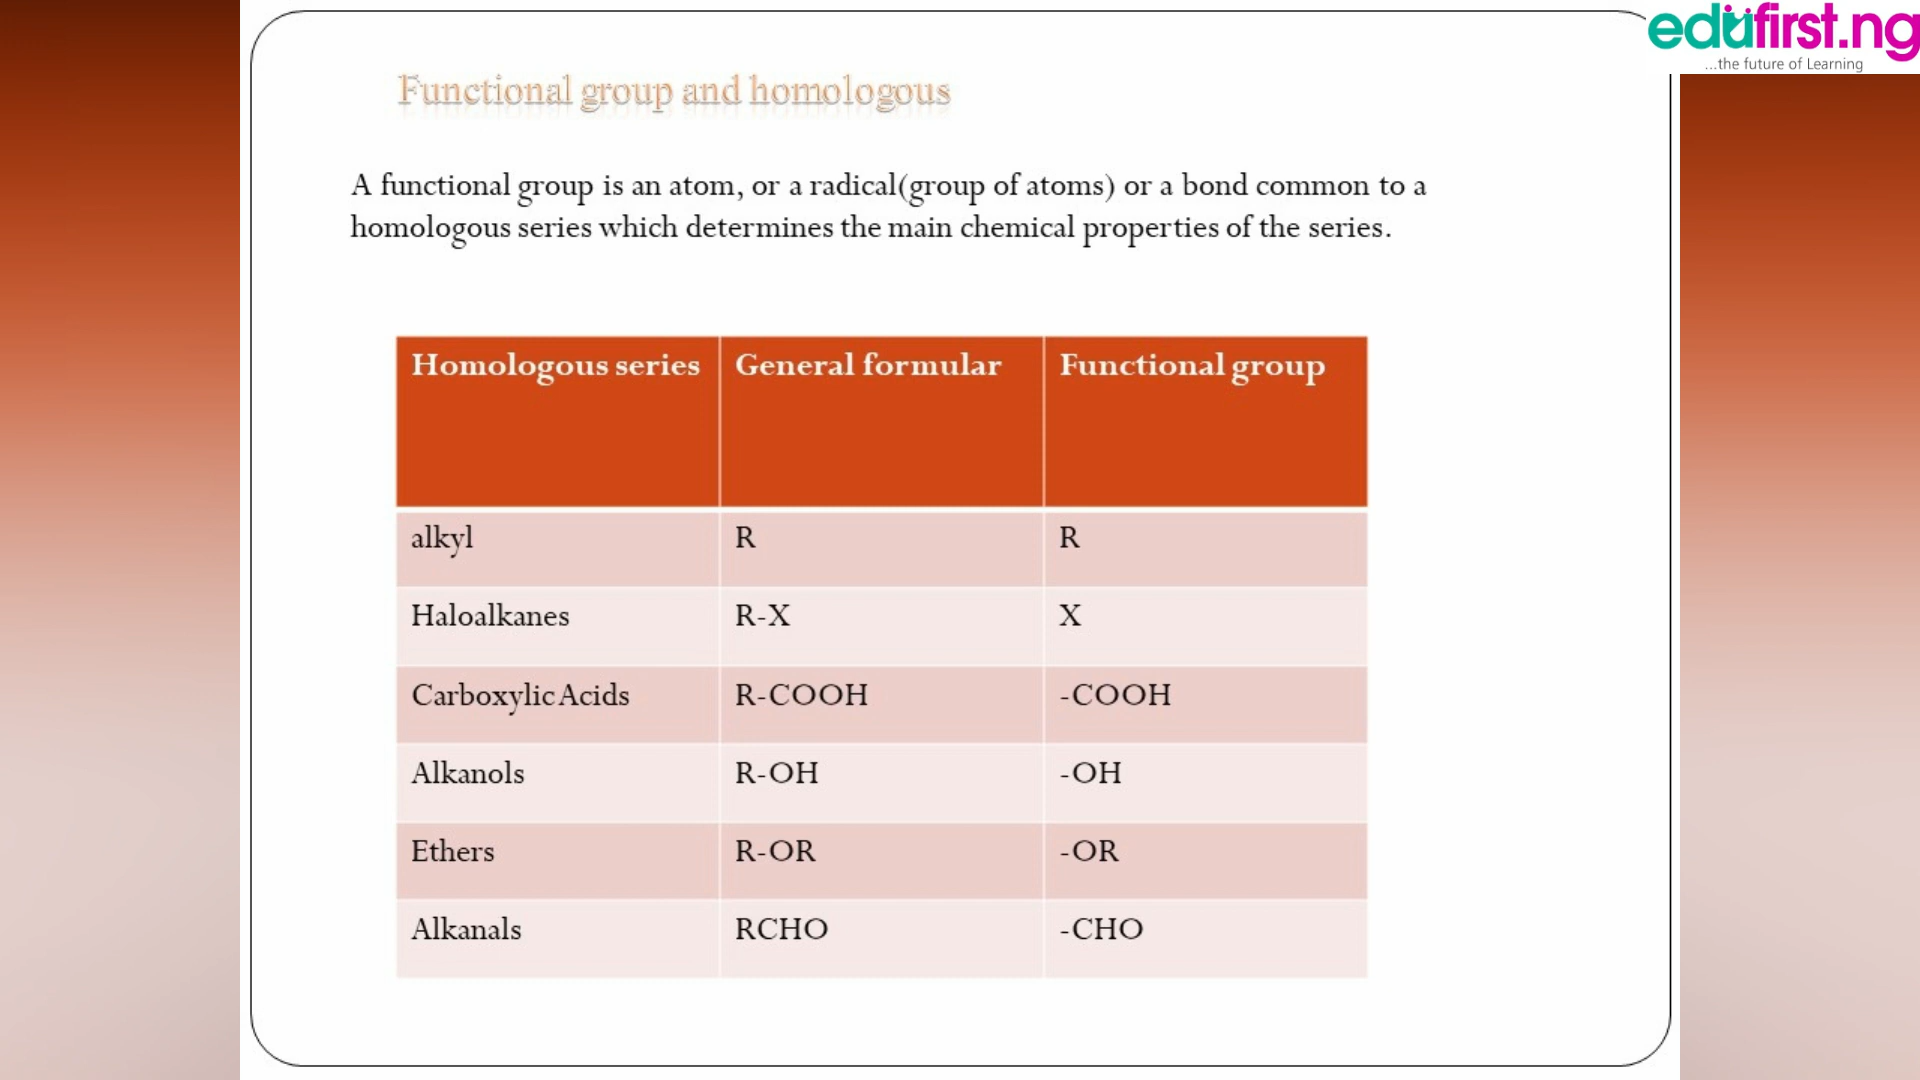 edufirst.ng
...the future of Learning
Functional group and homologous
A functional group is an atom, or a radical(group of atoms) or a bond common to a
homologous series which determines the main chemical properties of the series.
Homologous series General formular Functional group
alkyl R R
Haloalkanes R-X X
Carboxylic Acids R-COOH -COOH
Alkanols R-OH -OH
Ethers R-OR -OR
Alkanals RCHO -CHO